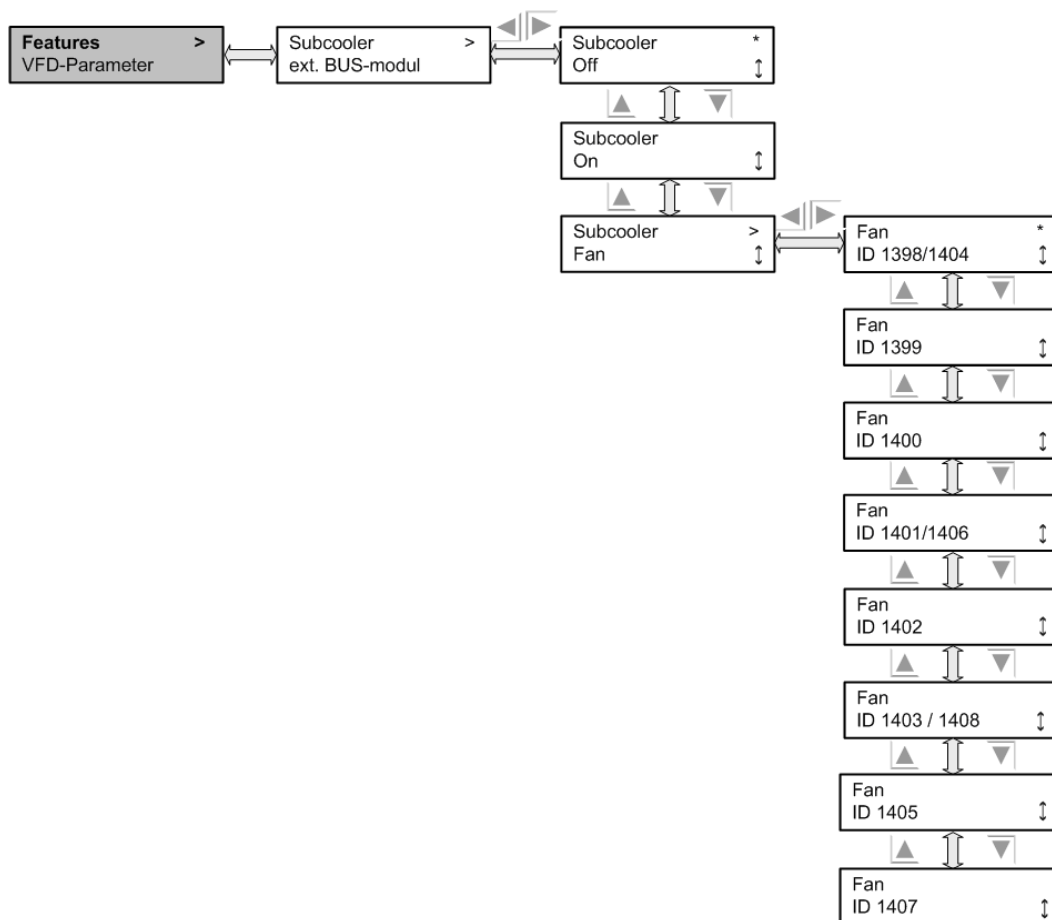 Features >
VFD-Parameter
Subcooler >
ext. BUS-modul
Subcooler *
Off
Subcooler
On
Subcooler >
Fan
Fan *
ID 1398/1404
Fan
ID 1399
Fan
ID 1400
Fan
ID 1401/1406
Fan
ID 1402
Fan
ID 1403 / 1408
Fan
ID 1405
Fan
ID 1407